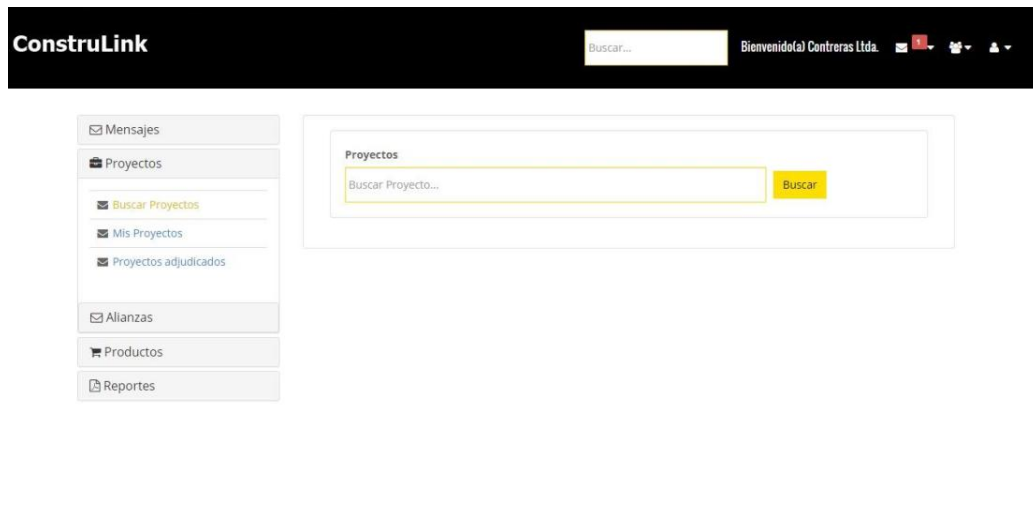 ConstruLink
Buscar...
Bienvenido(a) Contreras Ltda.
1
Mensajes
Proyectos
Buscar Proyectos
Mis Proyectos
Proyectos adjudicados
Alianzas
Productos
Reportes
Proyectos
Buscar Proyecto...
Buscar